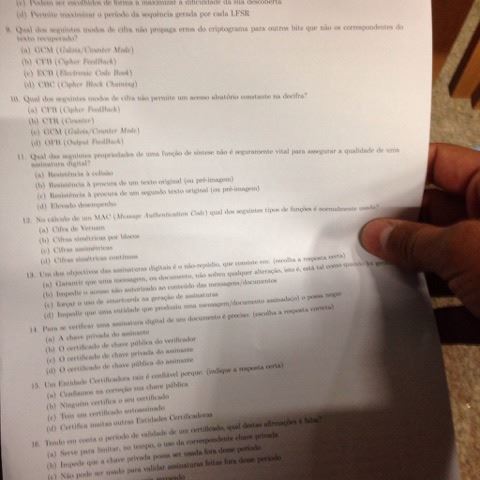 (c) Podem ser escolhidos de forma a maximizar a dificuldade da sua descoberta
(d) Permite maximizar o período da sequência gerada por cada LFSR
9. Qual dos seguintes modos de cifra não propaga erros do criptograma para outros bits que não os correspondentes do
texto recuperado?
(a) GCM (Galois/Counter Mode)
(b) CFB (Cipher FeedBack)
(c) ECB (Electronic Code Book)
(d) CBC (Cipher Block Chaining)
10. Qual dos seguintes modos de cifra não permite um acesso aleatório constante na decifra?
(a) CFB (Cipher FeedBack)
(b) CTR (Counter)
(c) GCM (Galois/Counter Mode)
(d) OFB (Output FeedBack)
11. Qual das seguintes propriedades de uma função de síntese não é seguramente vital para assegurar a qualidade de uma
assinatura digital?
(a) Resistência à colisão
(b) Resistência à procura de um texto original (ou pré-imagem)
(c) Resistência à procura de um segundo texto original (ou pré-imagem)
(d) Elevado desempenho
12. No cálculo de um MAC (Message Authentication Code) qual dos seguintes tipos de funções é normalmente usada?
(a) Cifra de Vernam
(b) Cifras simétricas por blocos
(c) Cifras assimétricas
(d) Cifras simétricas contínuas
13. Um dos objectivos das assinaturas digitais é o não-repúdio, que consiste em: (escolha a resposta certa)
(a) Garantir que uma mensagem, ou documento, não sofreu qualquer alteração, isto é, está tal como quando foi
(b) Impedir o acesso não autorizado ao conteúdo das mensagens/documentos
(c) forçar o uso de smartcards na geração de assinaturas
(d) Impedir que uma entidade que produziu uma mensagem/documento assinada(o) o possa negar
14. Para se verificar uma assinatura digital de um documento é preciso: (escolha a resposta correta)
(a) A chave privada do assinante
(b) O certificado de chave pública do verificador
(c) O certificado de chave privada do assinante
(d) O certificado de chave pública do assinante
15. Um Entidade Certificadora raiz é confiável porque: (indique a resposta certa)
(a) Confiamos na correção sua chave pública
(b) Ninguém certifica o seu certificado
(c) Tem um certificado autoassinado
(d) Certifica muitas outras Entidades Certificadoras
16. Tendo em conta o período de validade de um certificado, qual destas afirmações é falsa?
(a) Serve para limitar, no tempo, o uso da correspondente chave privada
(b) Impede que a chave privada possa ser usada fora desse período
(c) Não pode ser usado para validar assinaturas feitas fora desse período